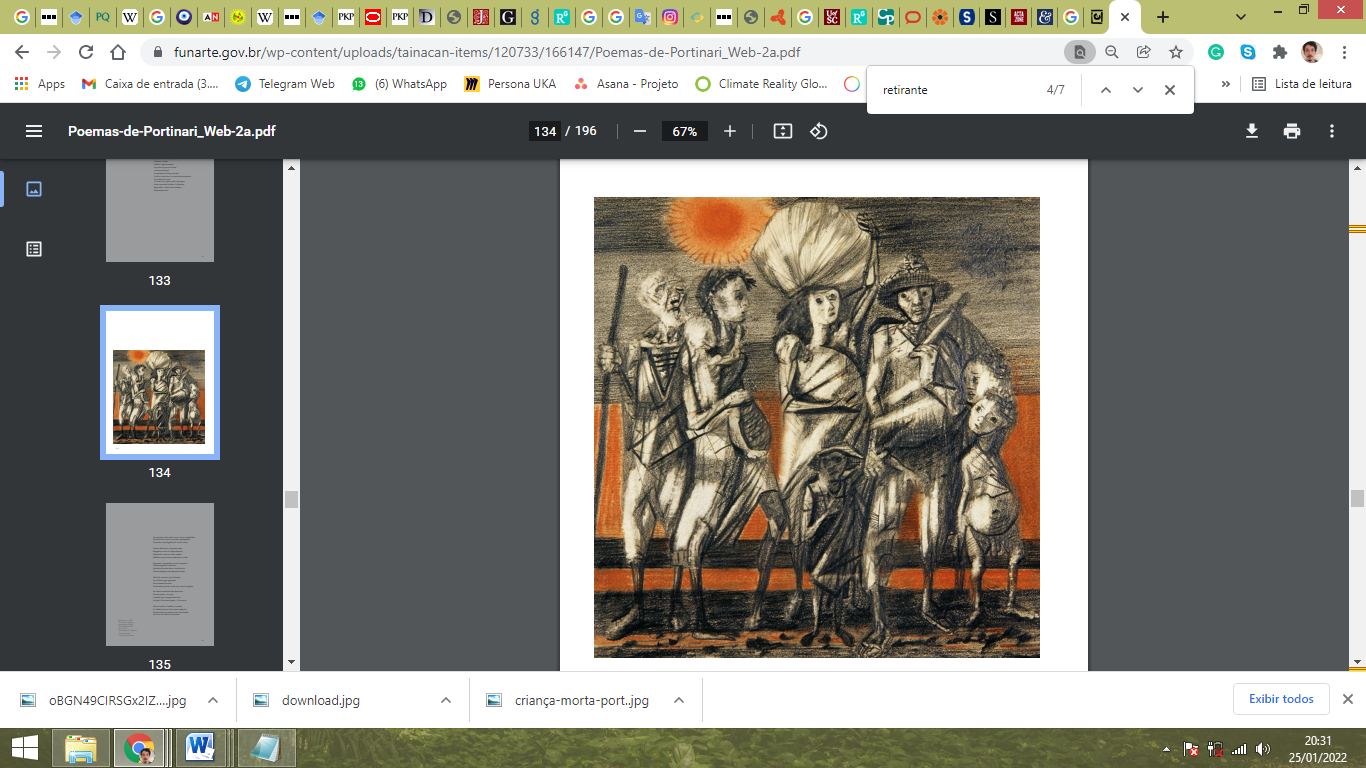 funarte.gov.br/wp-content/uploads/tainacan-items/120733/166147/Poemas-de-Portinari_Web-2a.pdf
Apps
Caixa de entrada (3....
Telegram Web
(6) WhatsApp
Persona UKA
Asana - Projeto
Climate Reality Glo...
»
Lista de leitura
retirante
4/7
Poemas-de-Portinari_Web-2a.pdf
134 / 196
67%
133
134
135
oBGN49CIRSGx2IZ....jpg
download.jpg
criança-morta-port..jpg
Exibir todos
20:31
25/01/2022